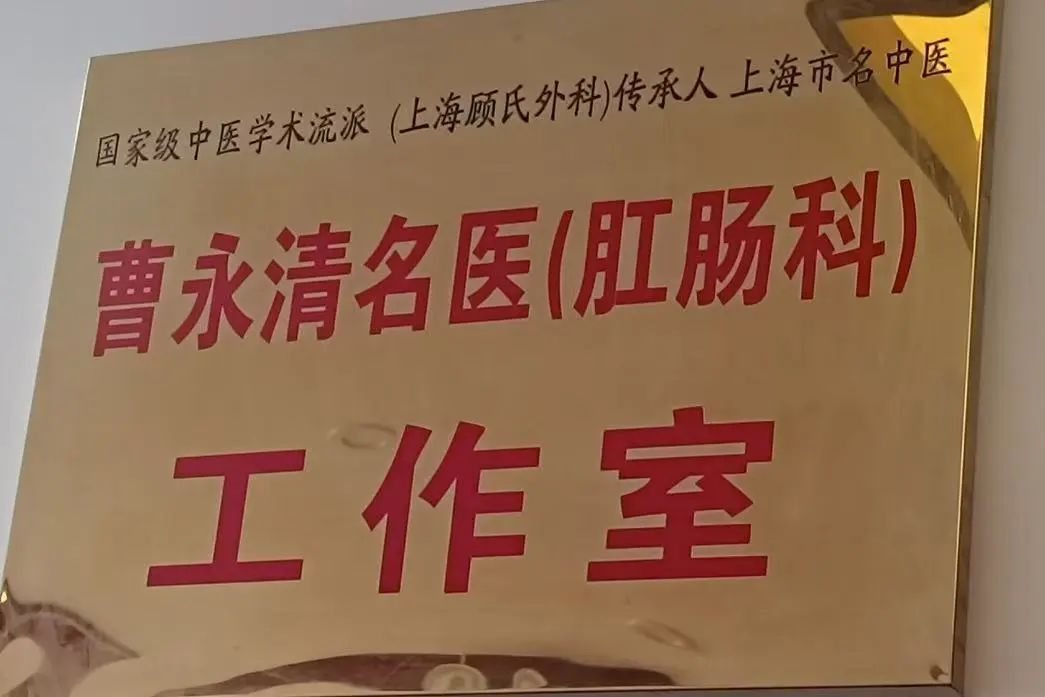 国家级中医学术流派 (上海顾氏外科)传承人 上海市名中医
曹永清名医(肛肠科)
工作室